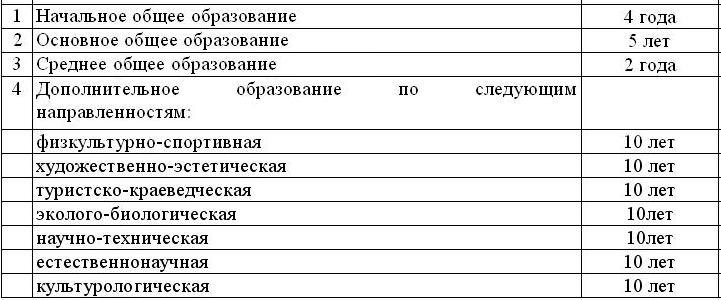 1 Начальное общее образование 4 года
2 Основное общее образование 5 лет
3 Среднее общее образование 2 года
4 Дополнительное образование по следующим
направленностям:
физкультурно-спортивная 10 лет
художественно-эстетическая 10 лет
туристско-краеведческая 10 лет
эколого-биологическая 10лет
научно-техническая 10лет
естественнонаучная 10 лет
культурологическая 10 лет